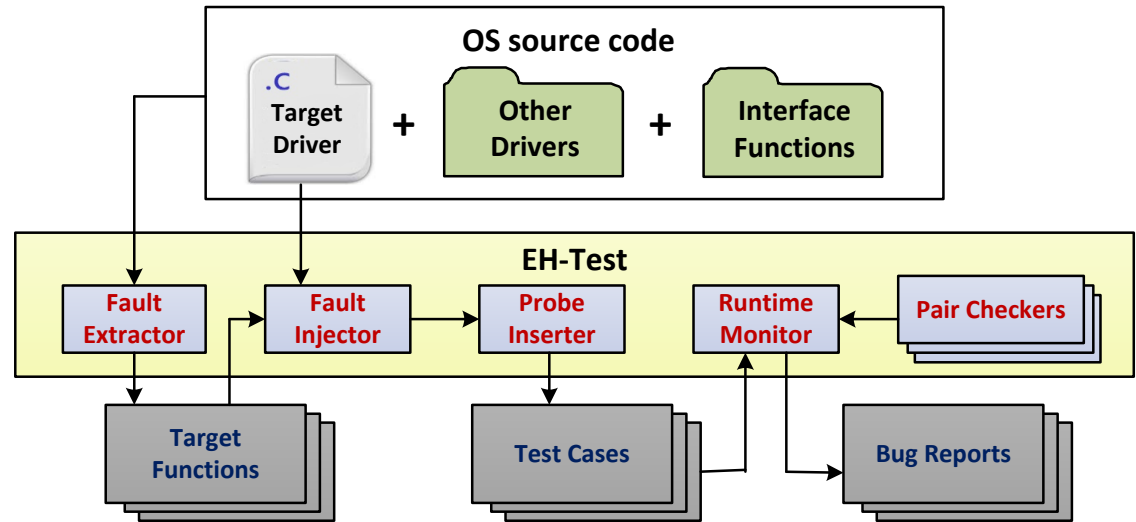 OS source code
.C
Target
Driver
+
Other
Drivers
+
Interface
Functions
EH-Test
Fault
Extractor
Fault
Injector
Probe
Inserter
Runtime
Monitor
Pair Checkers
Target
Functions
Test Cases
Bug Reports